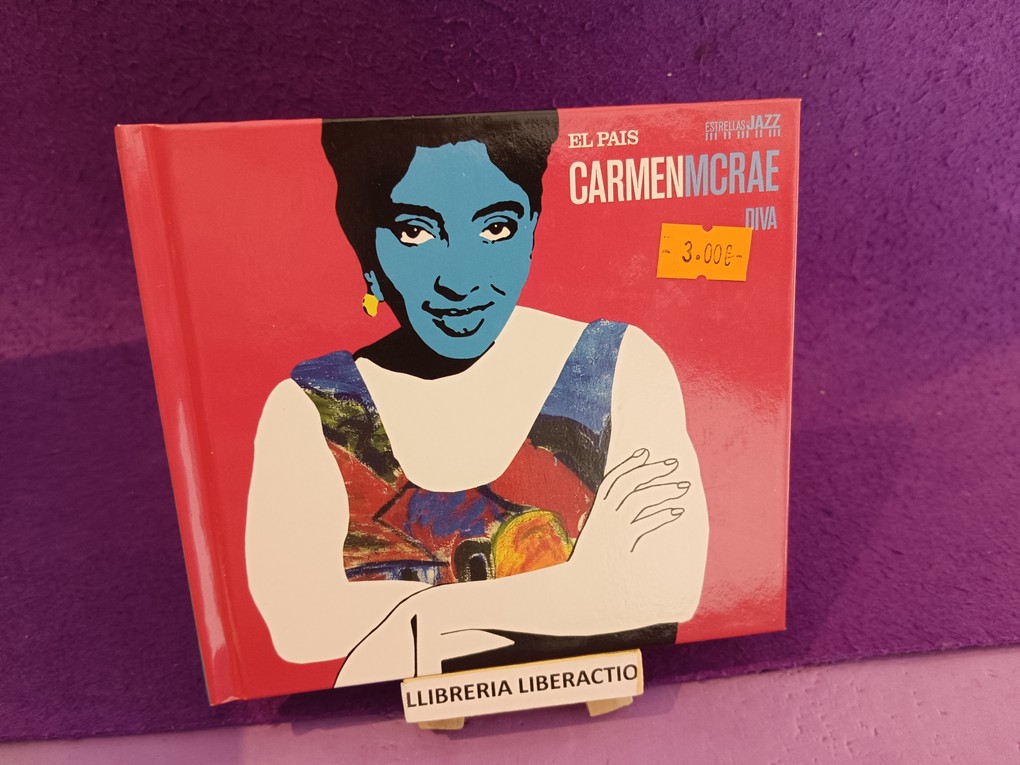 EL PAIS
ESTRELLAS JAZZ
CARMENMCRAE
DIVA
- 3.00€-
LLIBRERIA LIBERACTIO